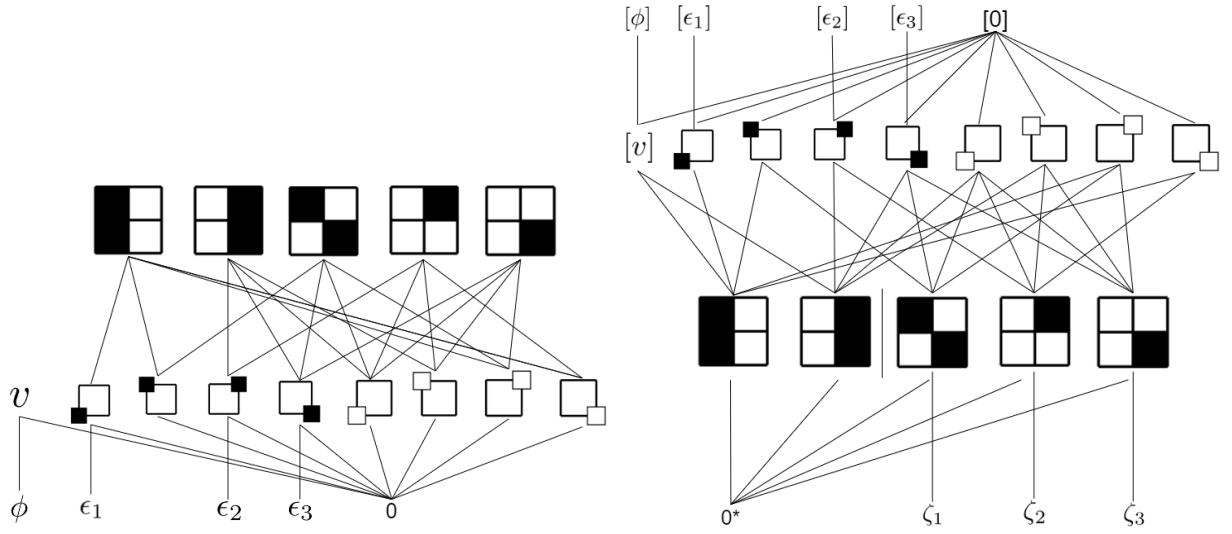 [ϕ] [ϵ₁] [ϵ₂] [ϵ₃] [0]
[v]
v
ϕ ϵ₁ ϵ₂ ϵ₃ 0
0* ζ₁ ζ₂ ζ₃